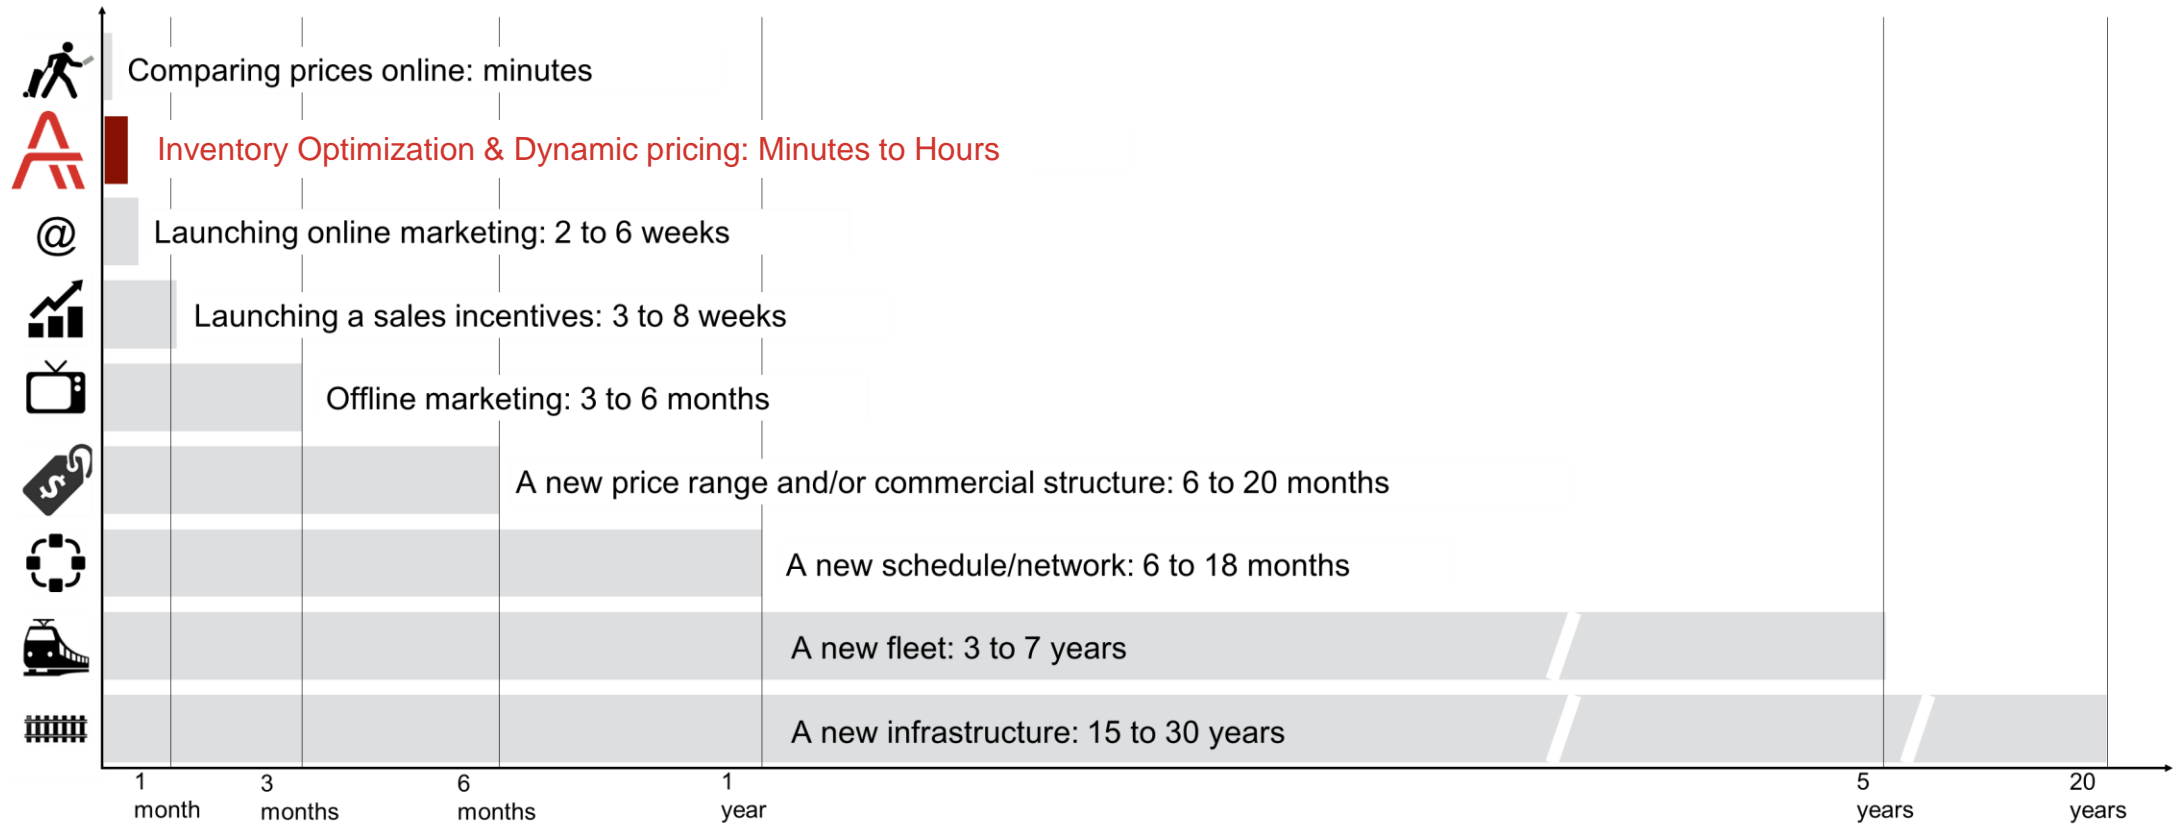 Comparing prices online: minutes
Inventory Optimization & Dynamic pricing: Minutes to Hours
@
Launching online marketing: 2 to 6 weeks
Launching a sales incentives: 3 to 8 weeks
Offline marketing: 3 to 6 months
$
A new price range and/or commercial structure: 6 to 20 months
A new schedule/network: 6 to 18 months
A new fleet: 3 to 7 years
A new infrastructure: 15 to 30 years
1 month
3 months
6 months
1 year
5 years
20 years